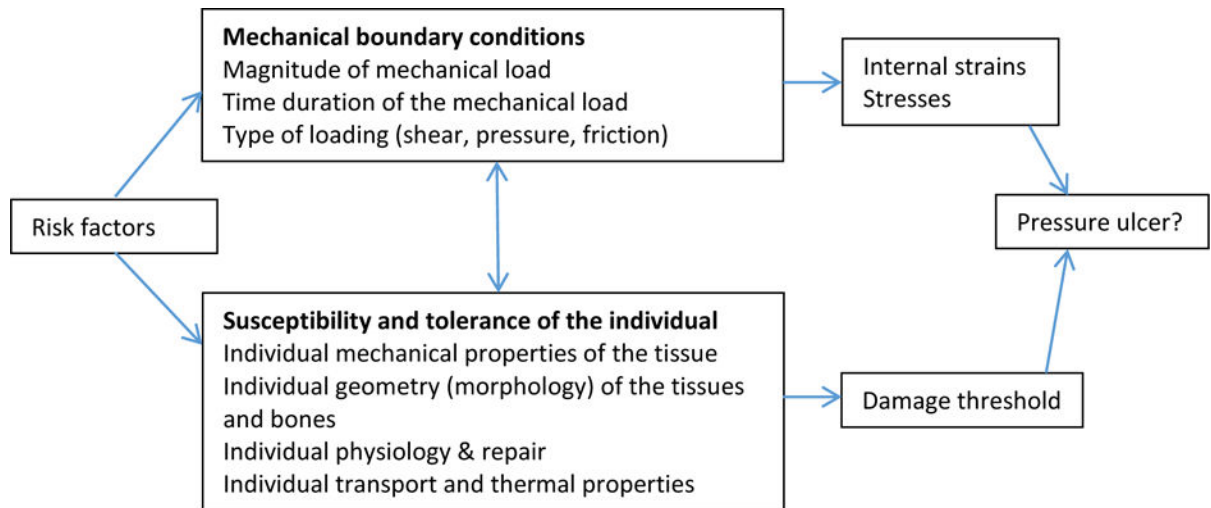 Mechanical boundary conditions
Magnitude of mechanical load
Time duration of the mechanical load
Type of loading (shear, pressure, friction)
Internal strains
Stresses
Risk factors
Pressure ulcer?
Susceptibility and tolerance of the individual
Individual mechanical properties of the tissue
Individual geometry (morphology) of the tissues
and bones
Individual physiology & repair
Individual transport and thermal properties
Damage threshold